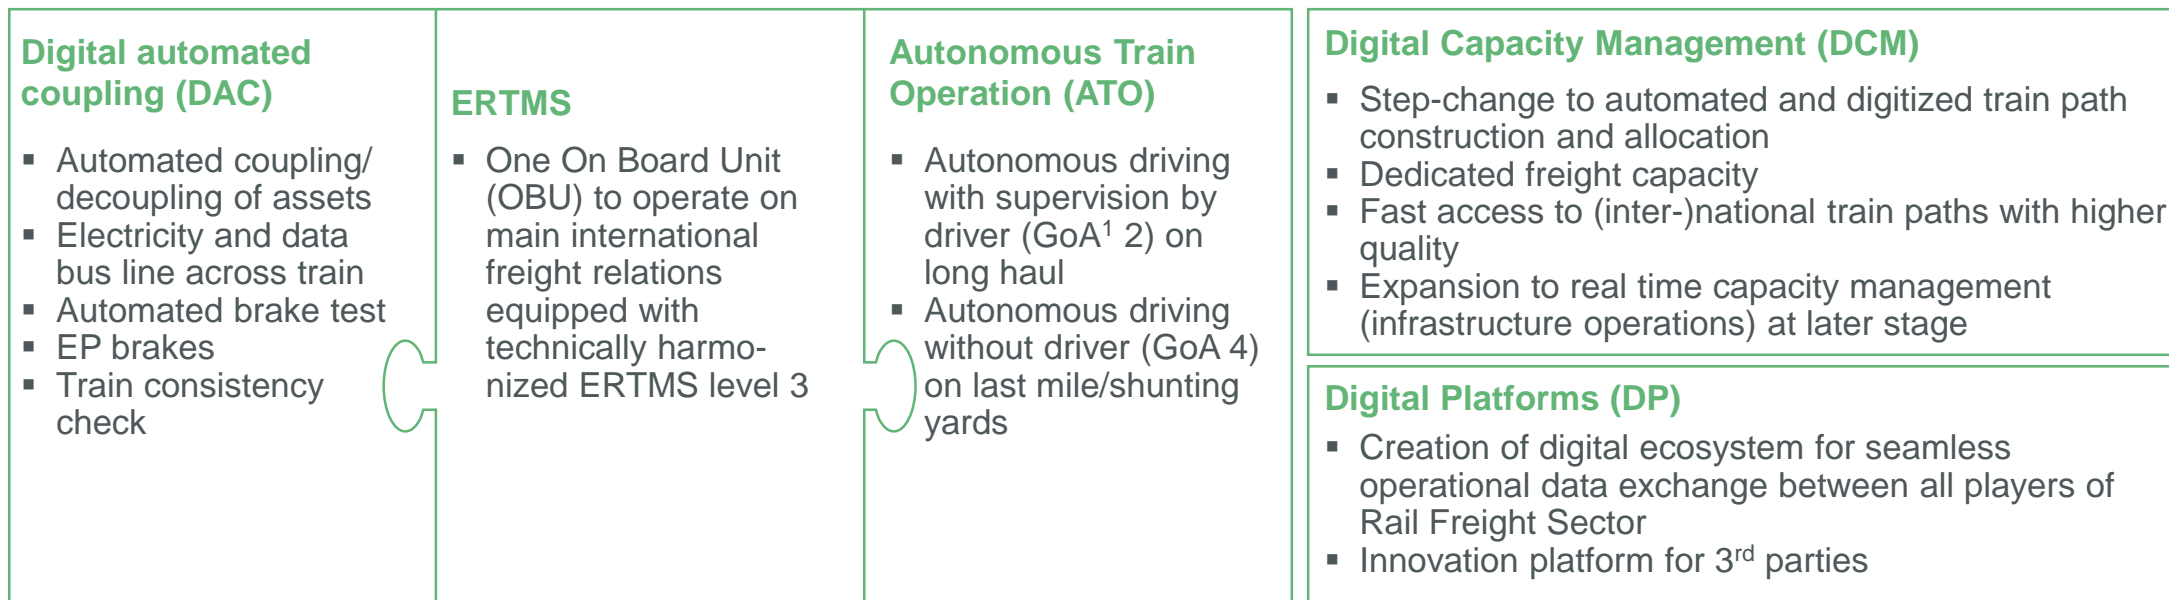 Digital automated
coupling (DAC)
▪ Automated coupling/
decoupling of assets
▪ Electricity and data
bus line across train
▪ Automated brake test
▪ EP brakes
▪ Train consistency
check
ERTMS
▪ One On Board Unit
(OBU) to operate on
main international
freight relations
equipped with
technically harmo-
nized ERTMS level 3
Autonomous Train
Operation (ATO)
▪ Autonomous driving
with supervision by
driver (GoA¹ 2) on
long haul
▪ Autonomous driving
without driver (GoA 4)
on last mile/shunting
yards
Digital Capacity Management (DCM)
▪ Step-change to automated and digitized train path
construction and allocation
▪ Dedicated freight capacity
▪ Fast access to (inter-)national train paths with higher
quality
▪ Expansion to real time capacity management
(infrastructure operations) at later stage
Digital Platforms (DP)
▪ Creation of digital ecosystem for seamless
operational data exchange between all players of
Rail Freight Sector
▪ Innovation platform for 3rd parties